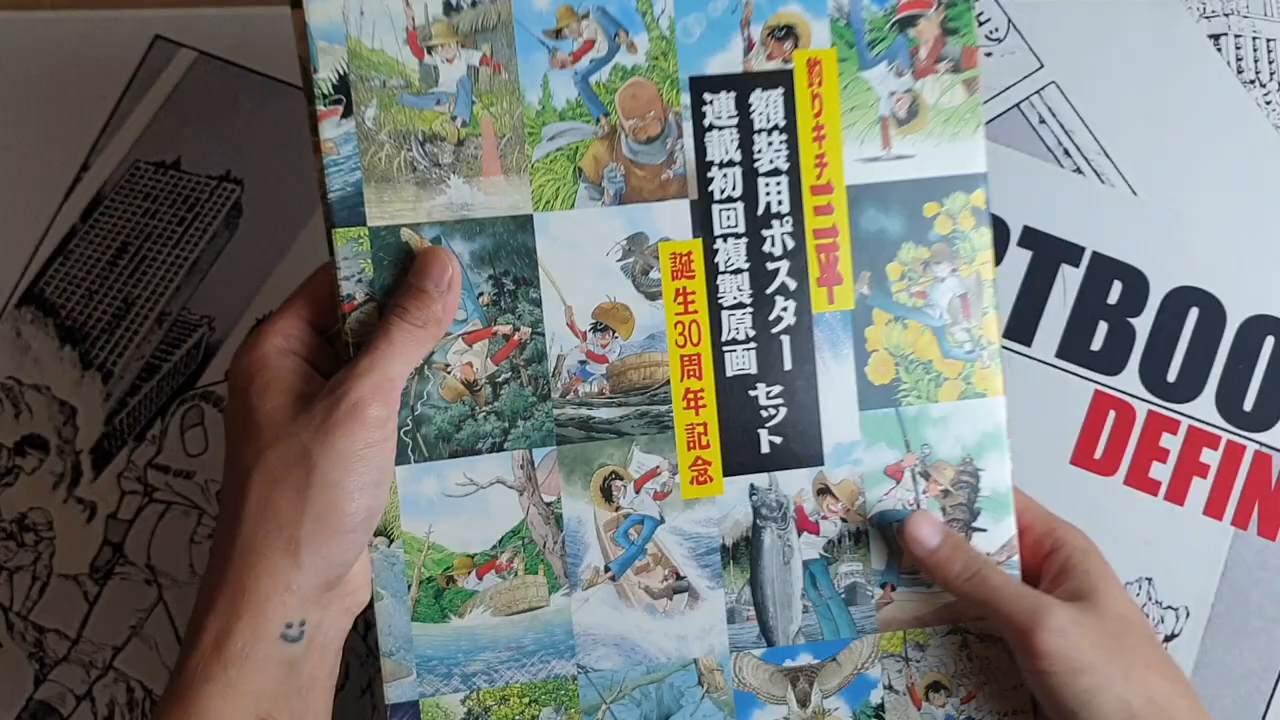 釣りキチ三平
額装用ポスター
連載初回複製原画 セット
誕生30周年記念
TBOO
DEFIN